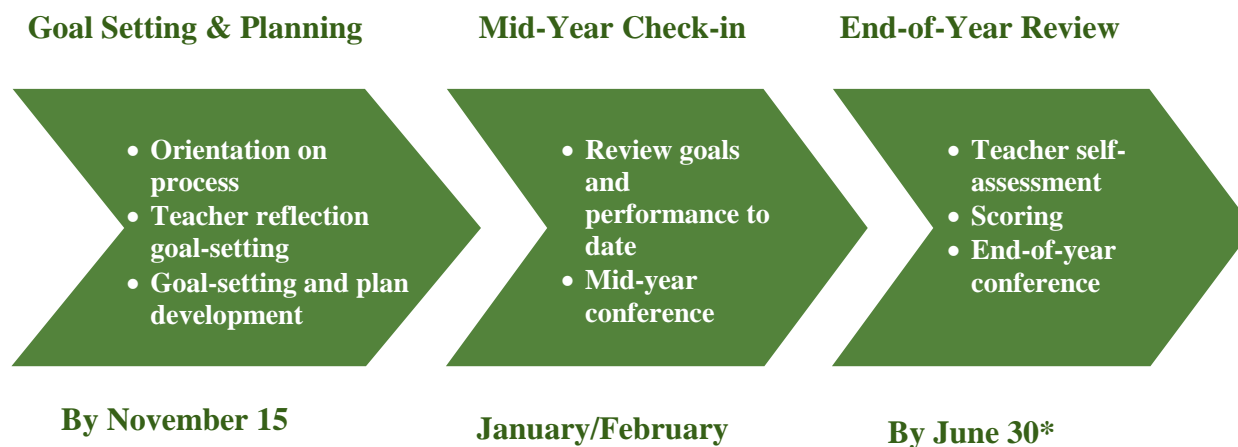 Goal Setting & Planning
Mid-Year Check-in
End-of-Year Review
• Orientation on
process
• Teacher reflection
goal-setting
• Goal-setting and plan
development
• Review goals
and
performance to
date
• Mid-year
conference
• Teacher self-
assessment
• Scoring
• End-of-year
conference
By November 15
January/February
By June 30*